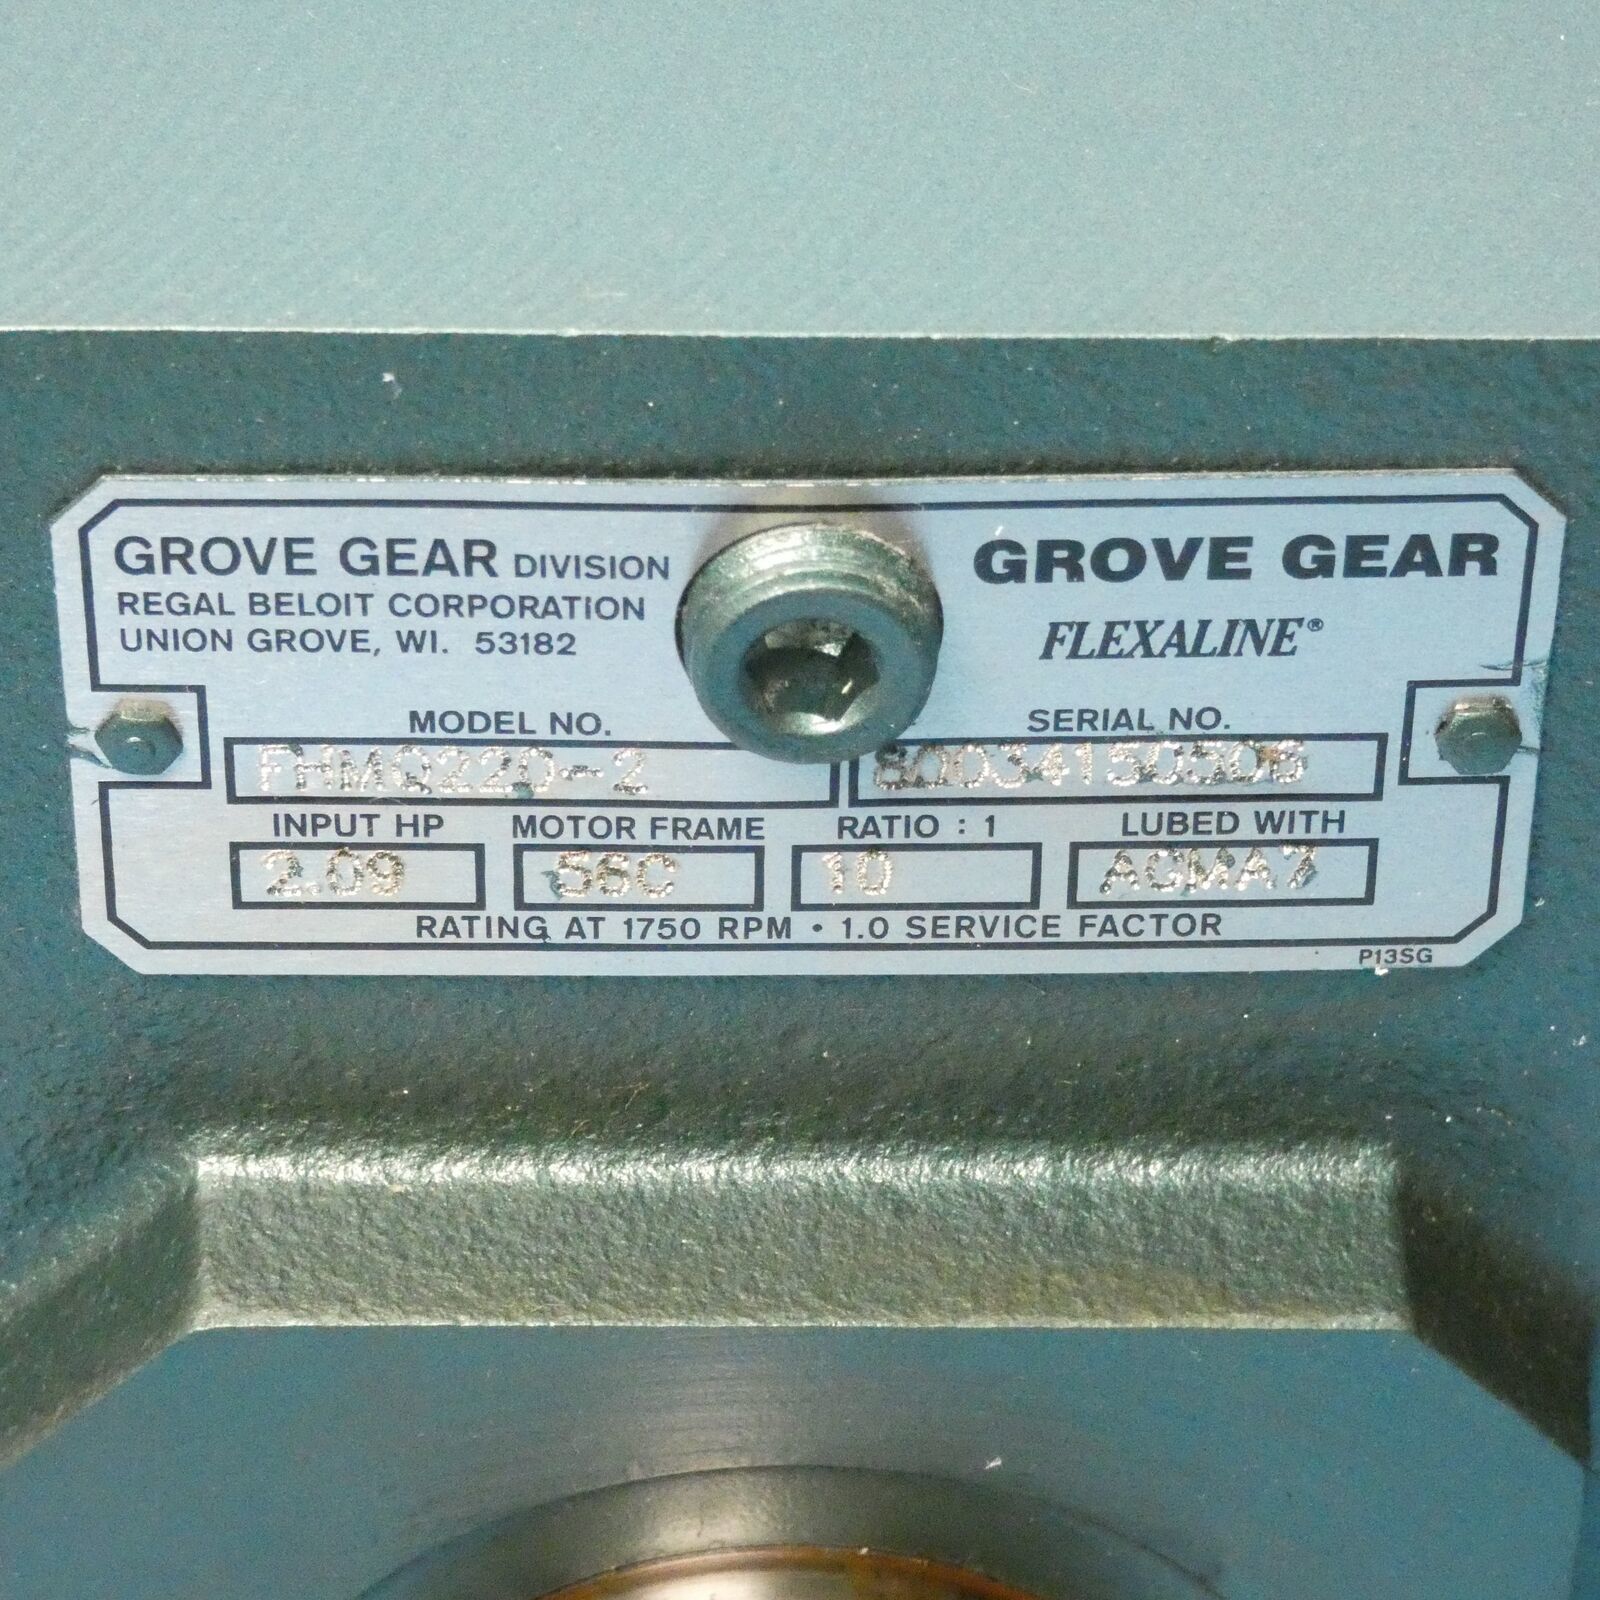 GROVE GEAR DIVISION
REGAL BELOIT CORPORATION
UNION GROVE, WI. 53182
GROVE GEAR
FLEXALINE®
MODEL NO.
FHMQ220-2
SERIAL NO.
INPUT HP
2.09
MOTOR FRAME
56C
RATIO : 1
10
LUBED WITH
AGMA7
RATING AT 1750 RPM • 1.0 SERVICE FACTOR
P13SG